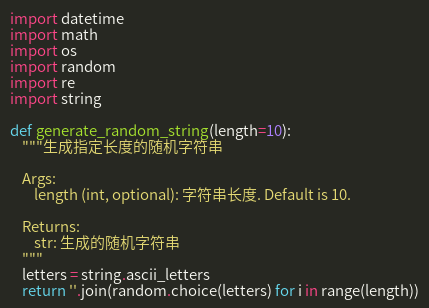 import datetime
import math
import os
import random
import re
import string

def generate_random_string(length=10):
    """生成指定长度的随机字符串

    Args:
        length (int, optional): 字符串长度. Default is 10.

    Returns:
        str: 生成的随机字符串
    """
    letters = string.ascii_letters
    return ''.join(random.choice(letters) for i in range(length))